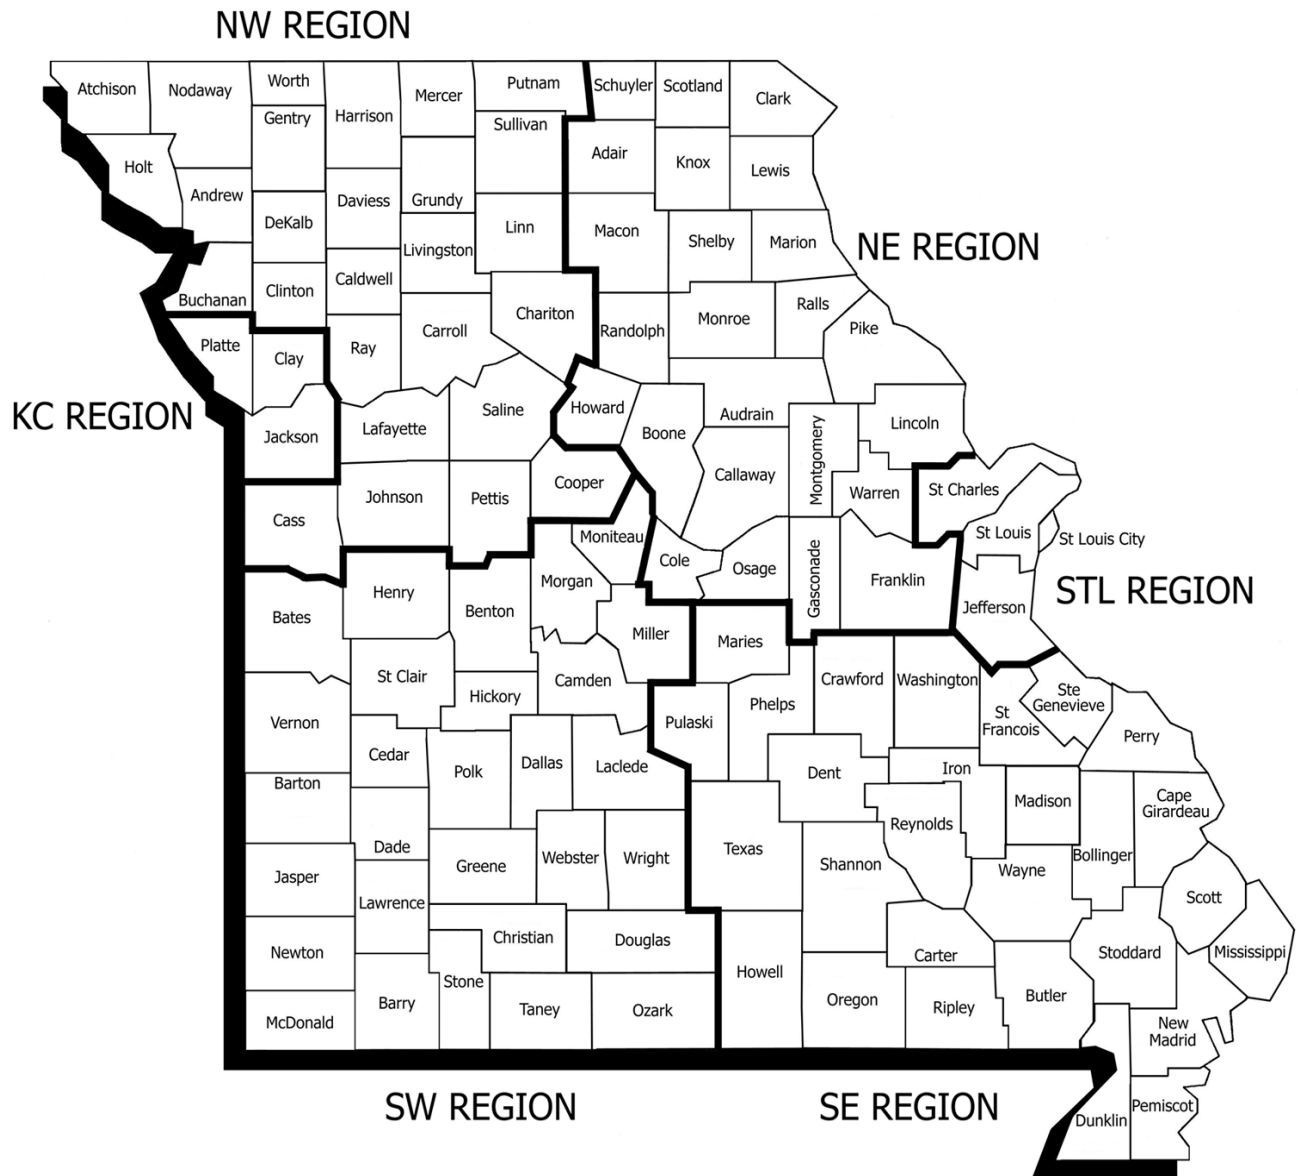 NW REGION
Atchison
Nodaway
Worth
Harrison
Mercer
Putnam
Schuyler
Scotland
Clark
Gentry
Sullivan
Holt
Adair
Knox
Lewis
Andrew
Daviess
Grundy
DeKalb
Linn
Macon
Shelby
Marion
NE REGION
Livingston
Caldwell
Clinton
Buchanan
Chariton
Ralls
Monroe
Randolph
Pike
Carroll
Platte
Clay
Ray
KC REGION
Jackson
Lafayette
Saline
Howard
Audrain
Boone
Lincoln
Montgomery
Callaway
Cooper
Johnson
Pettis
Warren
St Charles
Cass
Moniteau
St Louis
St Louis City
Cole
Osage
Gasconade
Franklin
Morgan
STL REGION
Henry
Jefferson
Bates
Benton
Miller
Maries
St Clair
Camden
Crawford
Washington
Hickory
Phelps
Ste
Genevieve
Vernon
Pulaski
St
Francois
Perry
Cedar
Polk
Dallas
Laclede
Dent
Iron
Barton
Madison
Cape
Girardeau
Reynolds
Dade
Texas
Greene
Webster
Wright
Shannon
Wayne
Bollinger
Jasper
Lawrence
Scott
Christian
Douglas
Newton
Carter
Stoddard
Mississippi
Howell
Stone
Barry
Taney
Ozark
Oregon
Ripley
Butler
McDonald
New
Madrid
SW REGION
SE REGION
Pemiscot
Dunklin